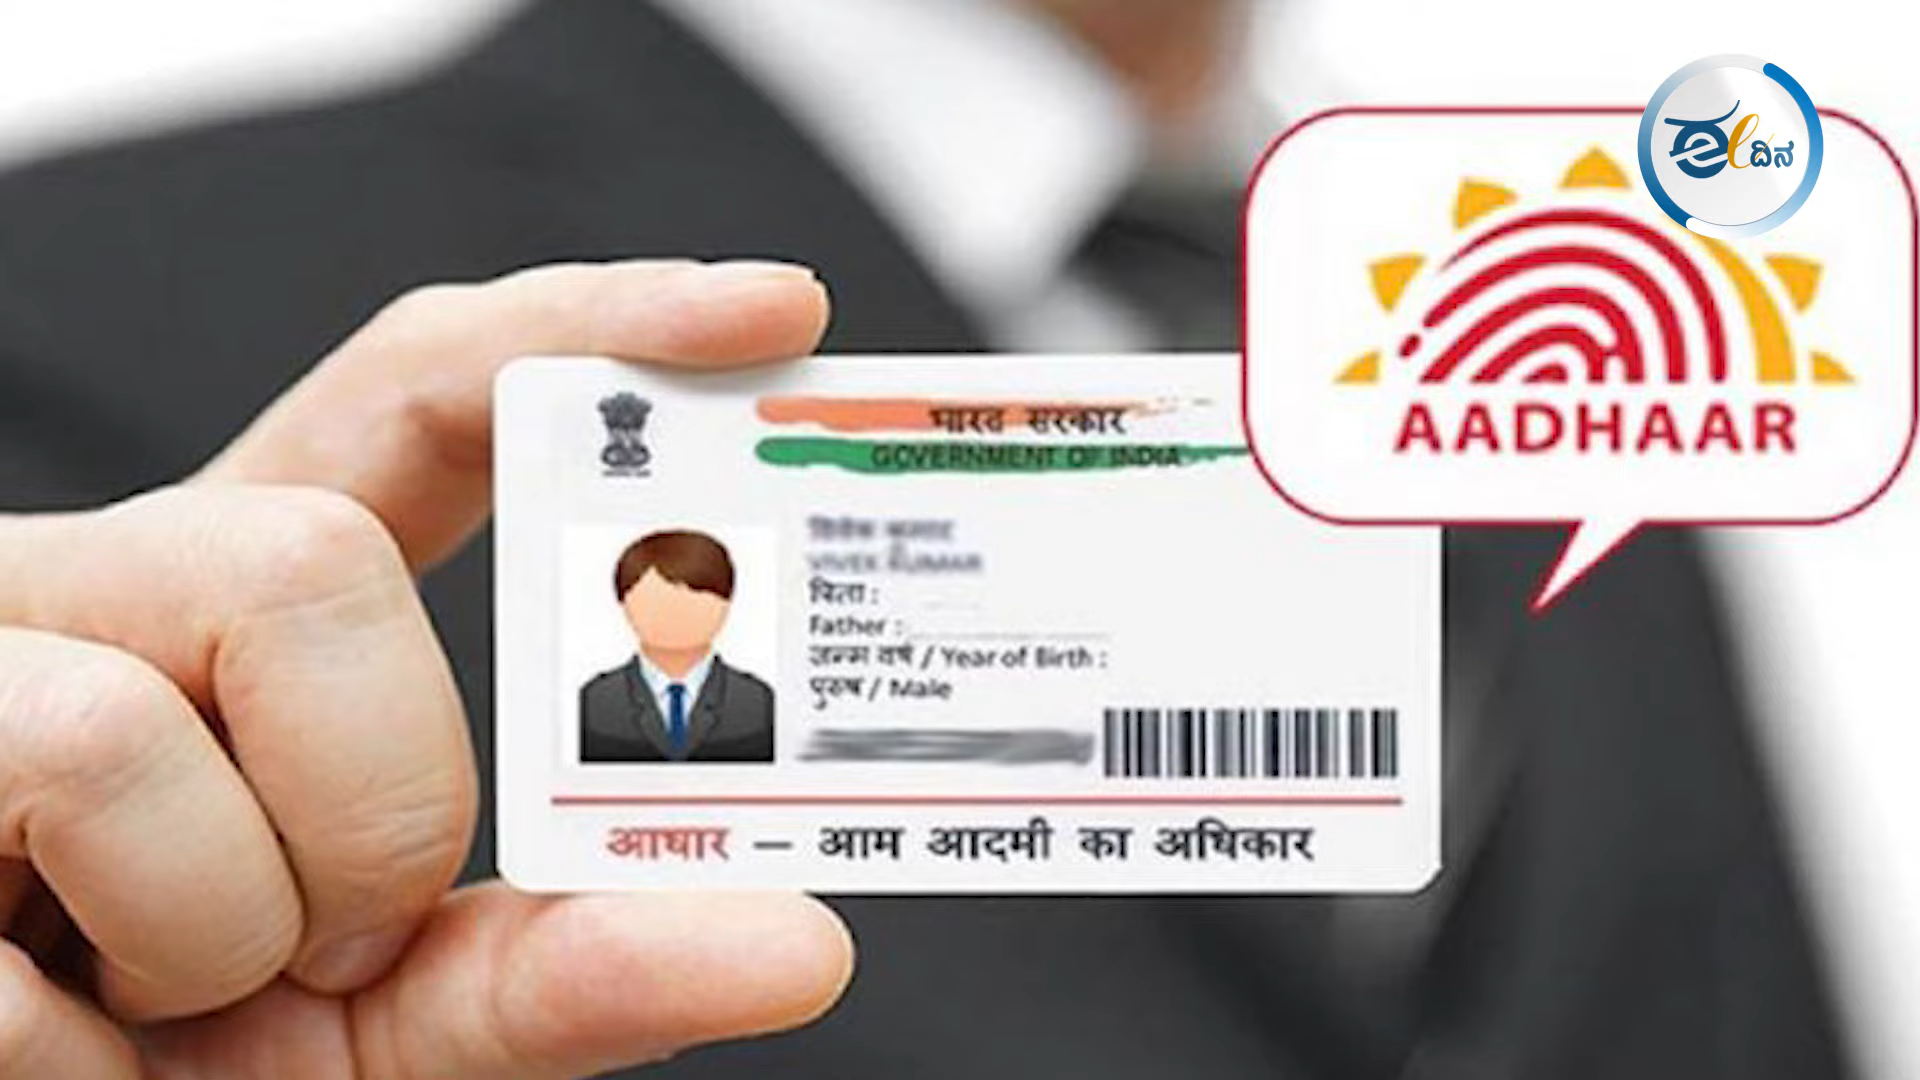 भारत सरकार
GOVERNMENT OF INDIA
पिता :
Father :
जन्म वर्ष / Year of Birth :
पुरुष / Male
आधार – आम आदमी का अधिकार
AADHAAR
ದಿನ